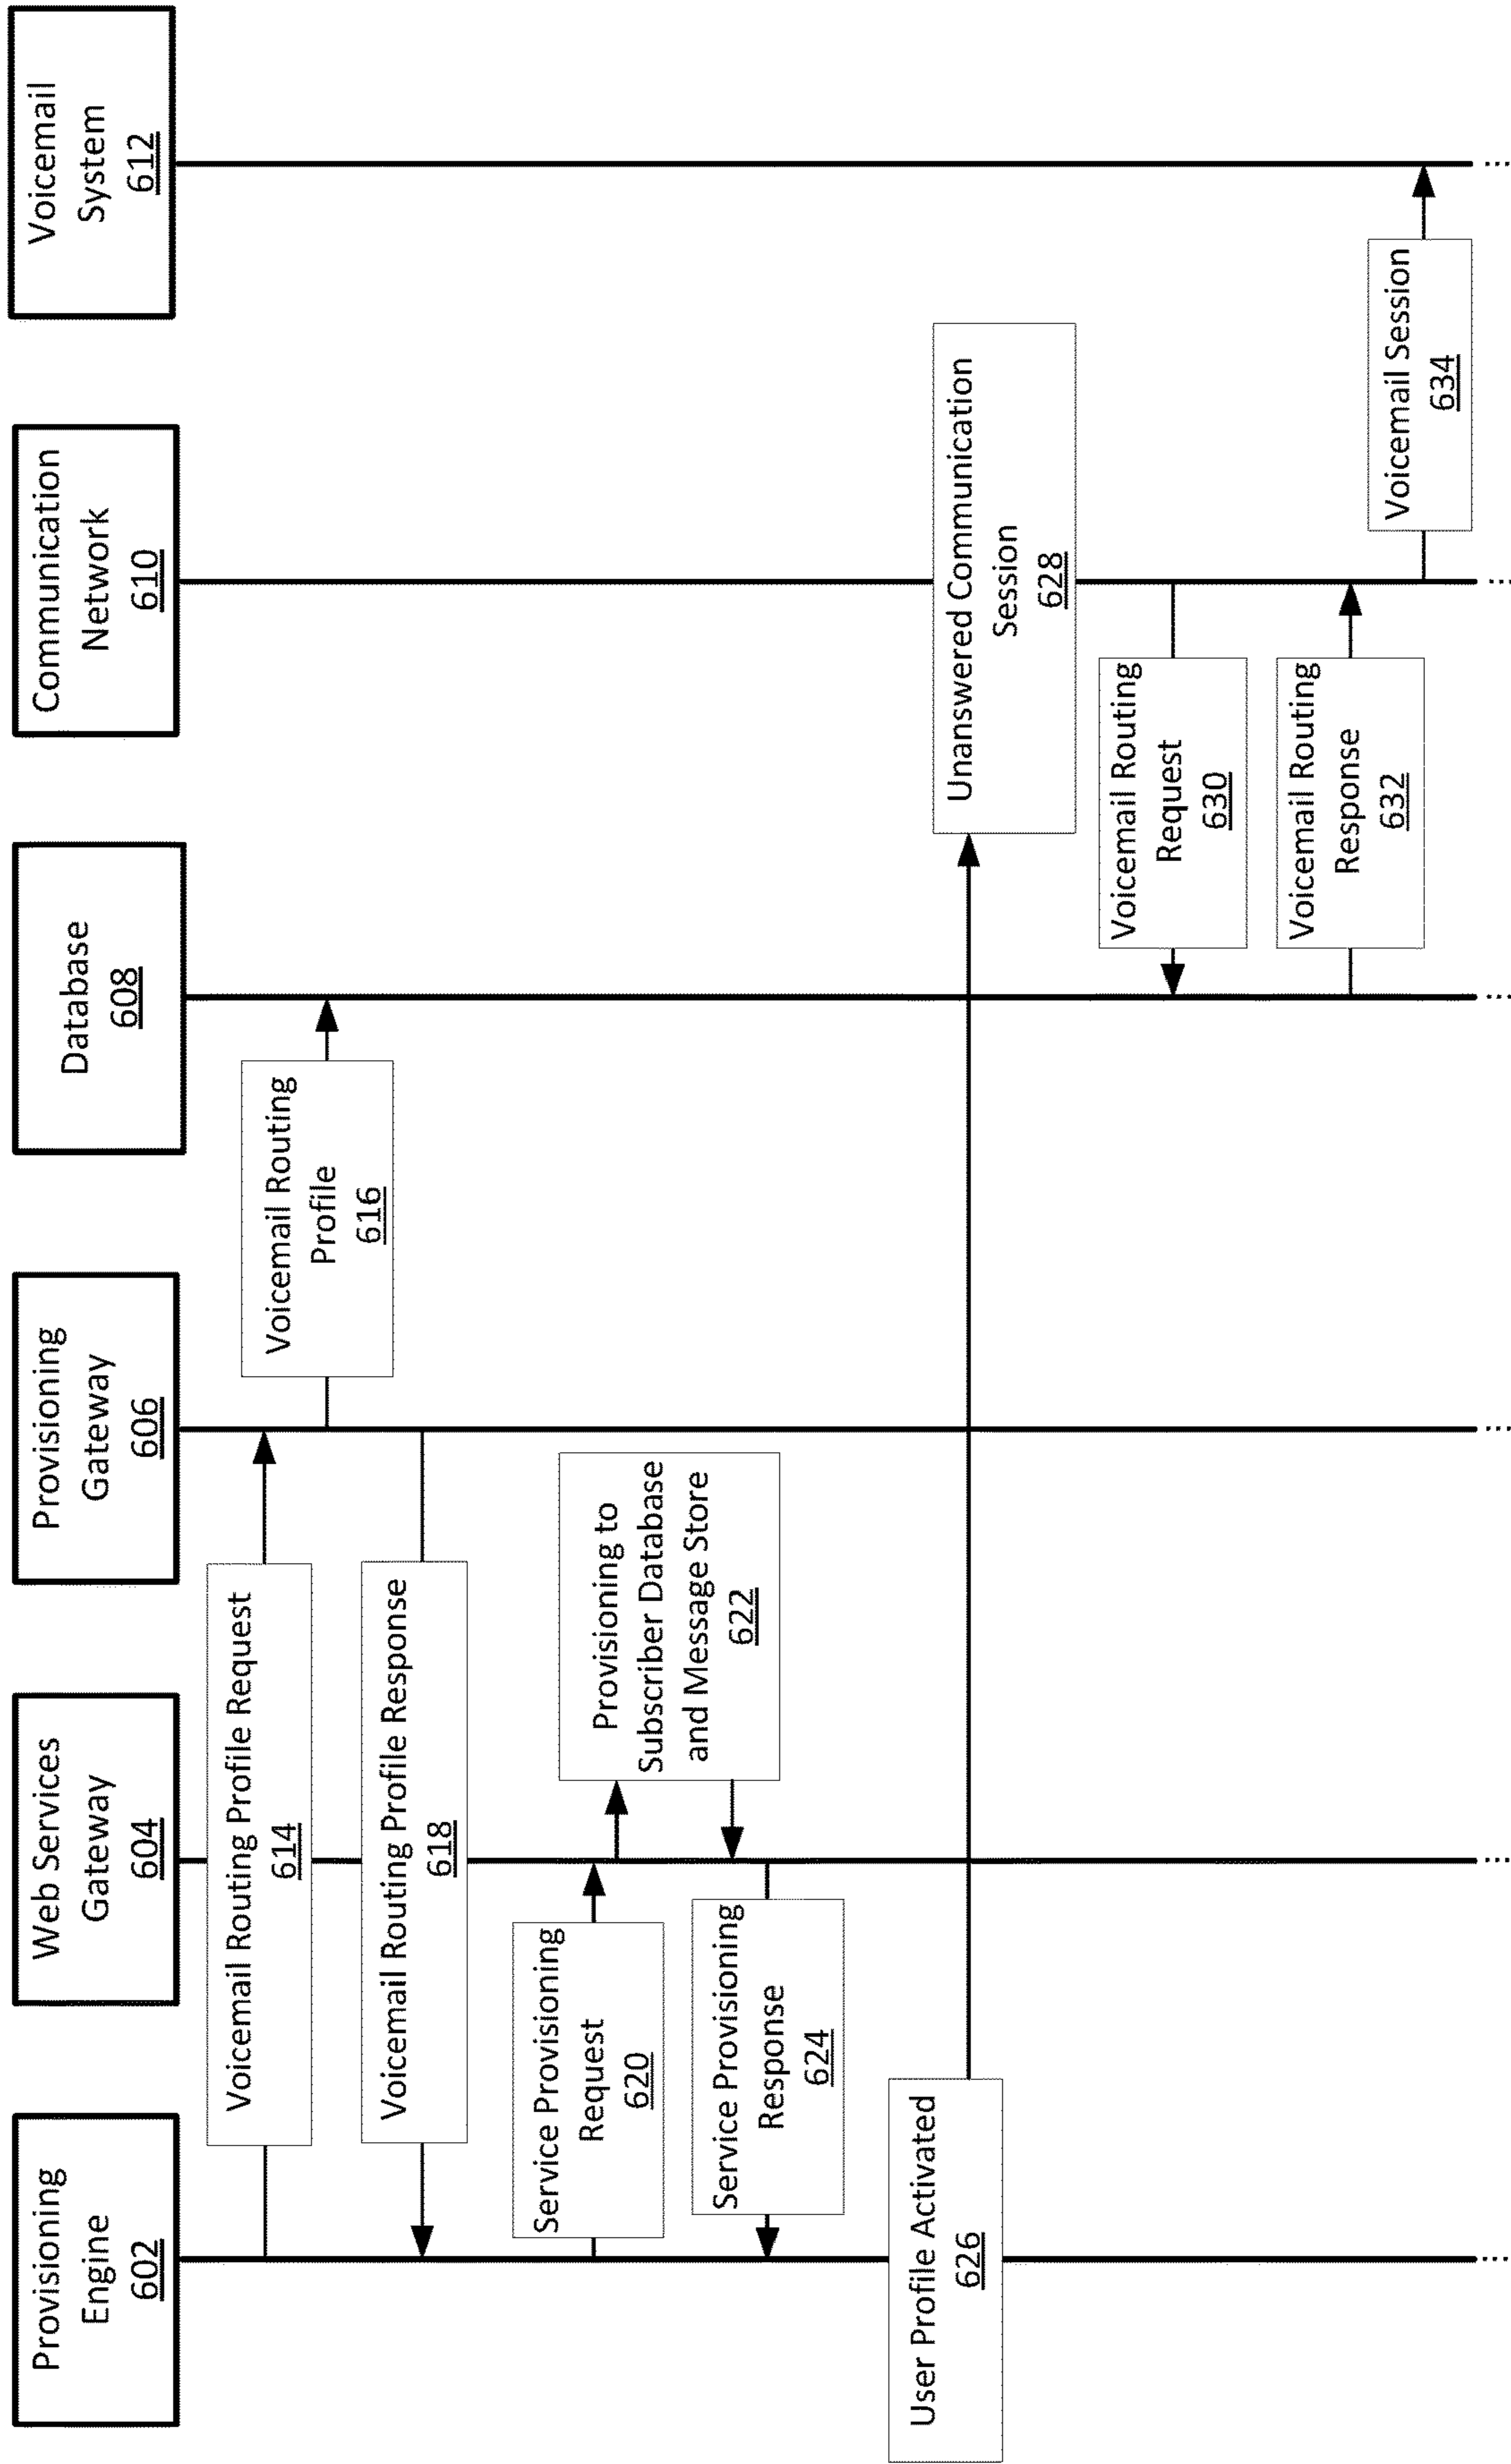 Provisioning
Engine
602
Web Services
Gateway
604
Provisioning
Gateway
606
Database
608
Communication
Network
610
Voicemail
System
612
Voicemail Routing Profile Request
614
Voicemail Routing
Profile
616
Voicemail Routing Profile Response
618
Service Provisioning
Request
620
Provisioning to
Subscriber Database
and Message Store
622
Service Provisioning
Response
624
User Profile Activated
626
Unanswered Communication
Session
628
Voicemail Routing
Request
630
Voicemail Routing
Response
632
Voicemail Session
634